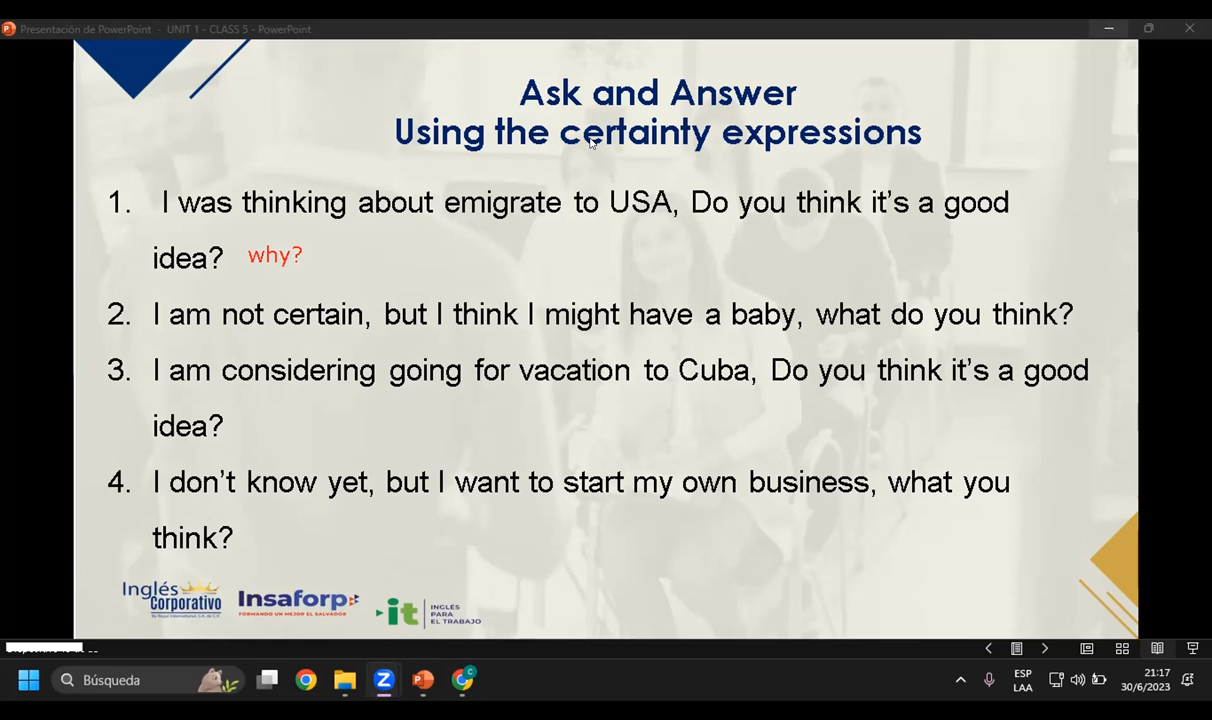 Presentación de PowerPoint - UNIT 1 - CLASS 5 - PowerPoint
Ask and Answer
Using the certainty expressions
1. I was thinking about emigrate to USA, Do you think it's a good
idea? why?
2. I am not certain, but I think I might have a baby, what do you think?
3. I am considering going for vacation to Cuba, Do you think it's a good
idea?
4. I don't know yet, but I want to start my own business, what you
think?
Inglés
Corporativo
By Regal International, S.A. de C.V.
Insaforp
FORMANDO UN MEJOR EL SALVADOR
it
INGLÉS
PARA
EL TRABAJO
Búsqueda
ESP
LAA
21:17
30/6/2023